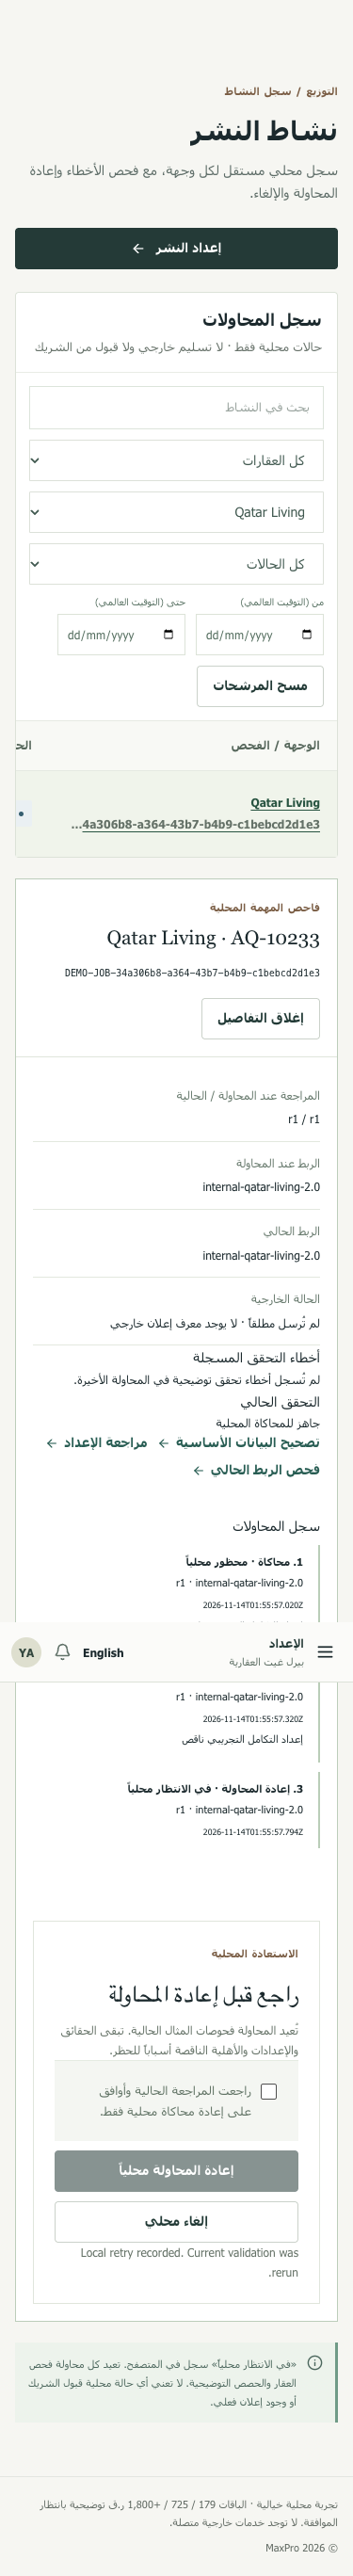 التوزيع / سجل النشاط
نشاط النشر
سجل محلي مستقل لكل وجهة، مع فحص الأخطاء وإعادة
المحاولة والإلغاء.
إعداد النشر ←
سجل المحاولات
حالات محلية فقط · لا تسليم خارجي ولا قبول من الشريك
بحث في النشاط
كل العقارات
Qatar Living
كل الحالات
من (التوقيت العالمي)
حتى (التوقيت العالمي)
dd/mm/yyyy
dd/mm/yyyy
مسح المرشحات
الوجهة / الفحص
Qatar Living
4a306b8-a364-43b7-b4b9-c1bebcd2d1e3...
فاحص المهمة المحلية
Qatar Living · AQ-10233
DEMO-JOB-34a306b8-a364-43b7-b4b9-c1bebcd2d1e3
إغلاق التفاصيل
المراجعة عند المحاولة / الحالية
r1 / r1
الربط عند المحاولة
internal-qatar-living-2.0
الربط الحالي
internal-qatar-living-2.0
الحالة الخارجية
لم تُرسل مطلقاً · لا يوجد معرف إعلان خارجي
أخطاء التحقق المسجلة
لم تُسجل أخطاء تحقق توضيحية في المحاولة الأخيرة.
التحقق الحالي
جاهز للمحاكاة المحلية
تصحيح البيانات الأساسية ← مراجعة الإعداد ←
فحص الربط الحالي ←
سجل المحاولات
1. محاكاة · محظور محلياً
r1 · internal-qatar-living-2.0
2026-11-14T01:55:57.020Z
الإعداد
بيرل غيت العقارية
English
YA
r1 · internal-qatar-living-2.0
2026-11-14T01:55:57.320Z
إعداد التكامل التجريبي ناقص
3. إعادة المحاولة · في الانتظار محلياً
r1 · internal-qatar-living-2.0
2026-11-14T01:55:57.794Z
الاستعادة المحلية
راجع قبل إعادة المحاولة
تُعيد المحاولة فحوصات المثال الحالية. تبقى الحقائق
والإعدادات والأهلية الناقصة أسباباً للحظر.
راجعت المراجعة الحالية وأوافق
على إعادة محاكاة محلية فقط.
إعادة المحاولة محلياً
إلغاء محلي
Local retry recorded. Current validation was
rerun.
«في الانتظار محلياً» سجل في المتصفح. تعيد كل محاولة فحص
العقار والحصص التوضيحية. لا تعني أي حالة محلية قبول الشريك
أو وجود إعلان فعلي.
تجربة محلية خيالية · الباقات 179 / 725 / +1,800 ر.ق توضيحية بانتظار
الموافقة. لا توجد خدمات خارجية متصلة.
© 2026 MaxPro